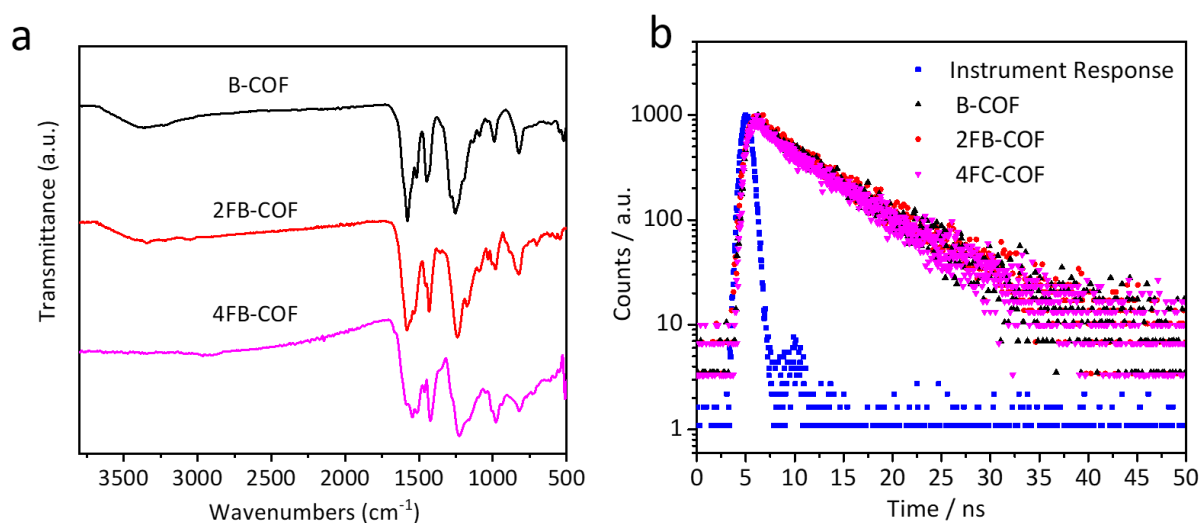 a
B-COF
2FB-COF
4FB-COF
Transmittance (a.u.)
3500 3000 2500 2000 1500 1000 500
Wavenumbers (cm⁻¹)
b
Instrument Response
B-COF
2FB-COF
4FC-COF
1000
100
10
1
Counts / a.u.
0 5 10 15 20 25 30 35 40 45 50
Time / ns